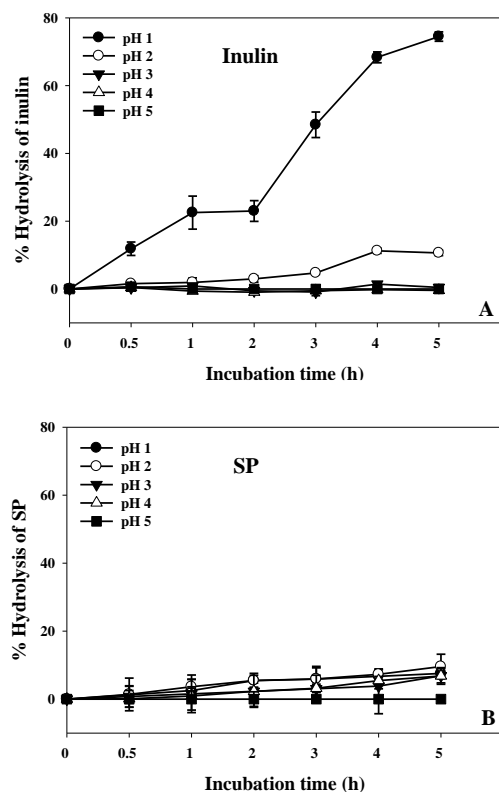 80
60
40
20
0
% Hydrolysis of inulin
pH 1
pH 2
pH 3
pH 4
pH 5
Inulin
A
0 0.5 1 2 3 4 5
Incubation time (h)
80
60
40
20
0
% Hydrolysis of SP
pH 1
pH 2
pH 3
pH 4
pH 5
SP
B
0 0.5 1 2 3 4 5
Incubation time (h)